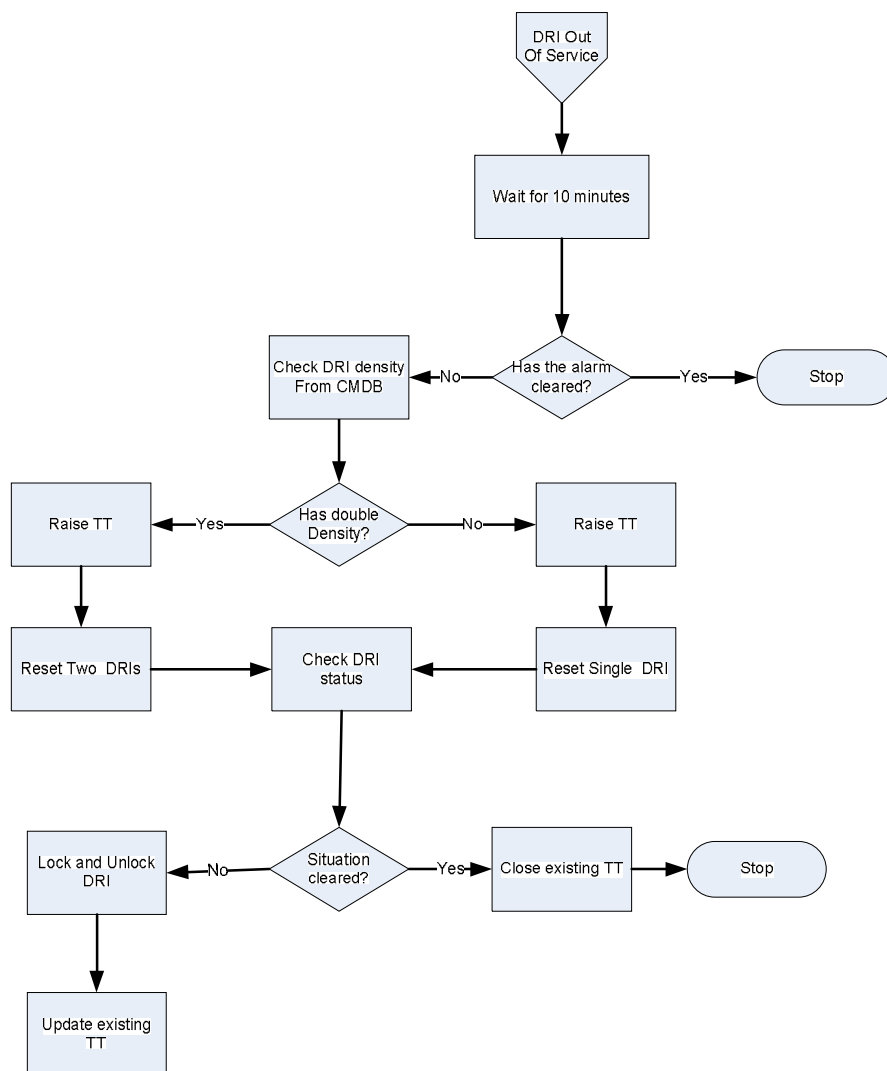 DRI Out
Of Service
Wait for 10 minutes
Check DRI density
From CMDB
No
Has the alarm
cleared?
Yes
Stop
Raise TT
Yes
Has double
Density?
No
Raise TT
Reset Two DRIs
Check DRI
status
Reset Single DRI
Lock and Unlock
DRI
No
Situation
cleared?
Yes
Close existing TT
Stop
Update existing
TT